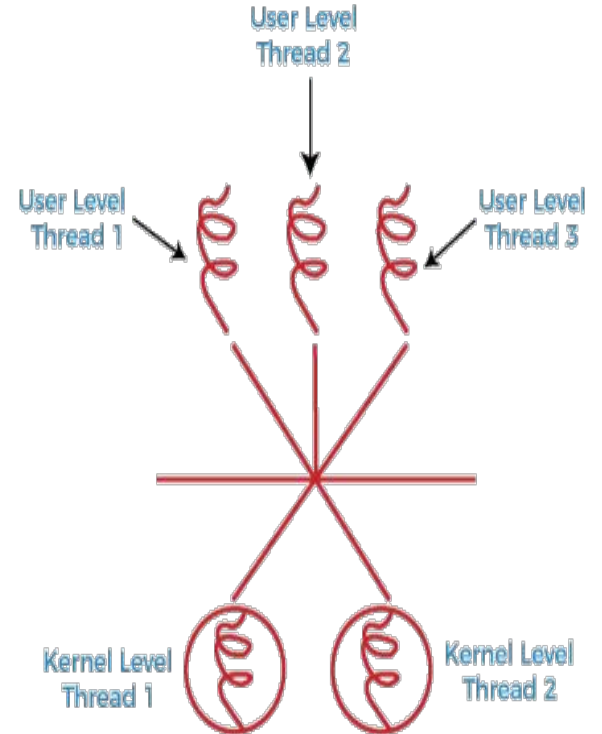 User Level
Thread 2
User Level
Thread 1
User Level
Thread 3
Kernel Level
Thread 1
Kernel Level
Thread 2